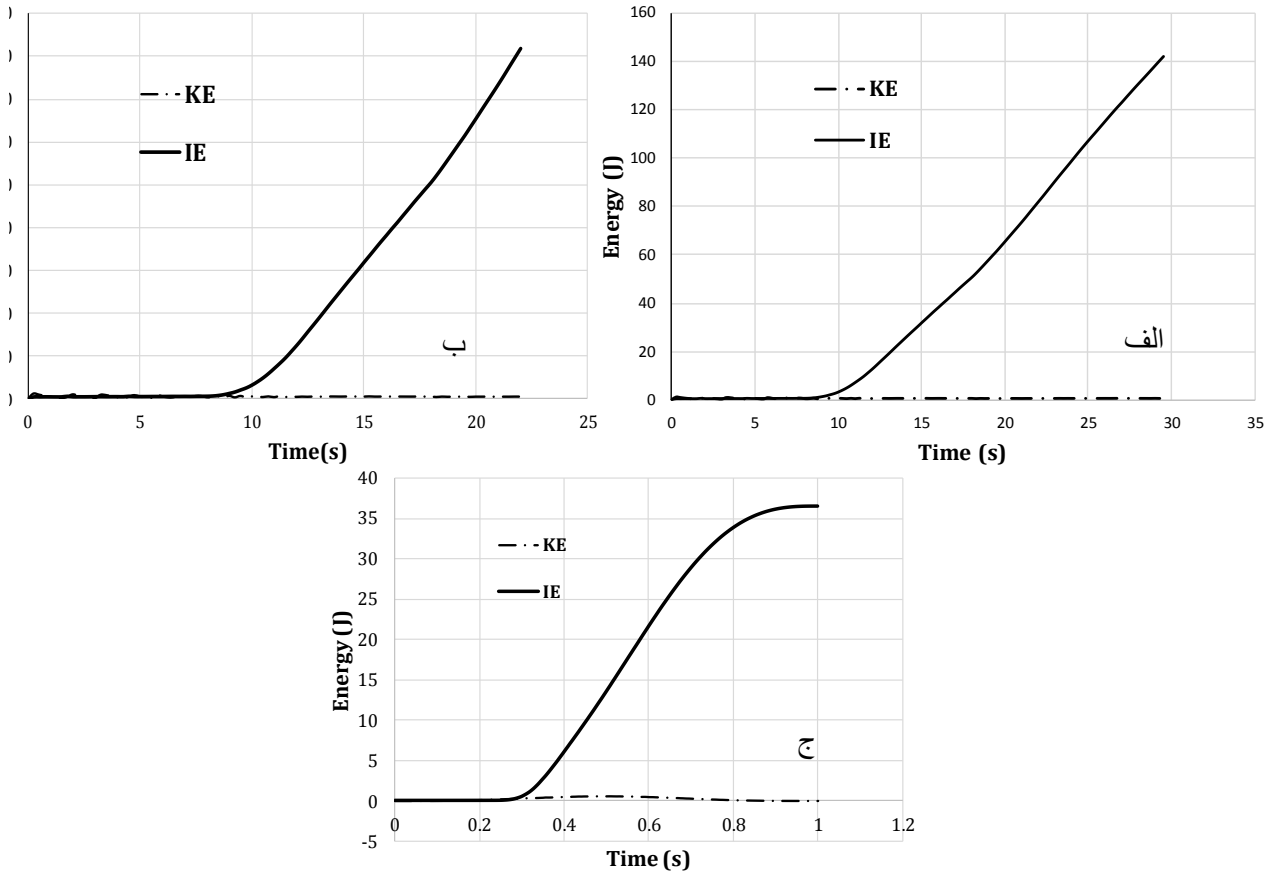 KE
IE
ب
0 5 10 15 20 25
Time(s)
160
140
120
100
80
60
40
20
0
Energy (J)
KE
IE
الف
0 5 10 15 20 25 30 35
Time (s)
40
35
30
25
20
15
10
5
0
-5
Energy (J)
KE
IE
ج
0 0.2 0.4 0.6 0.8 1 1.2
Time (s)